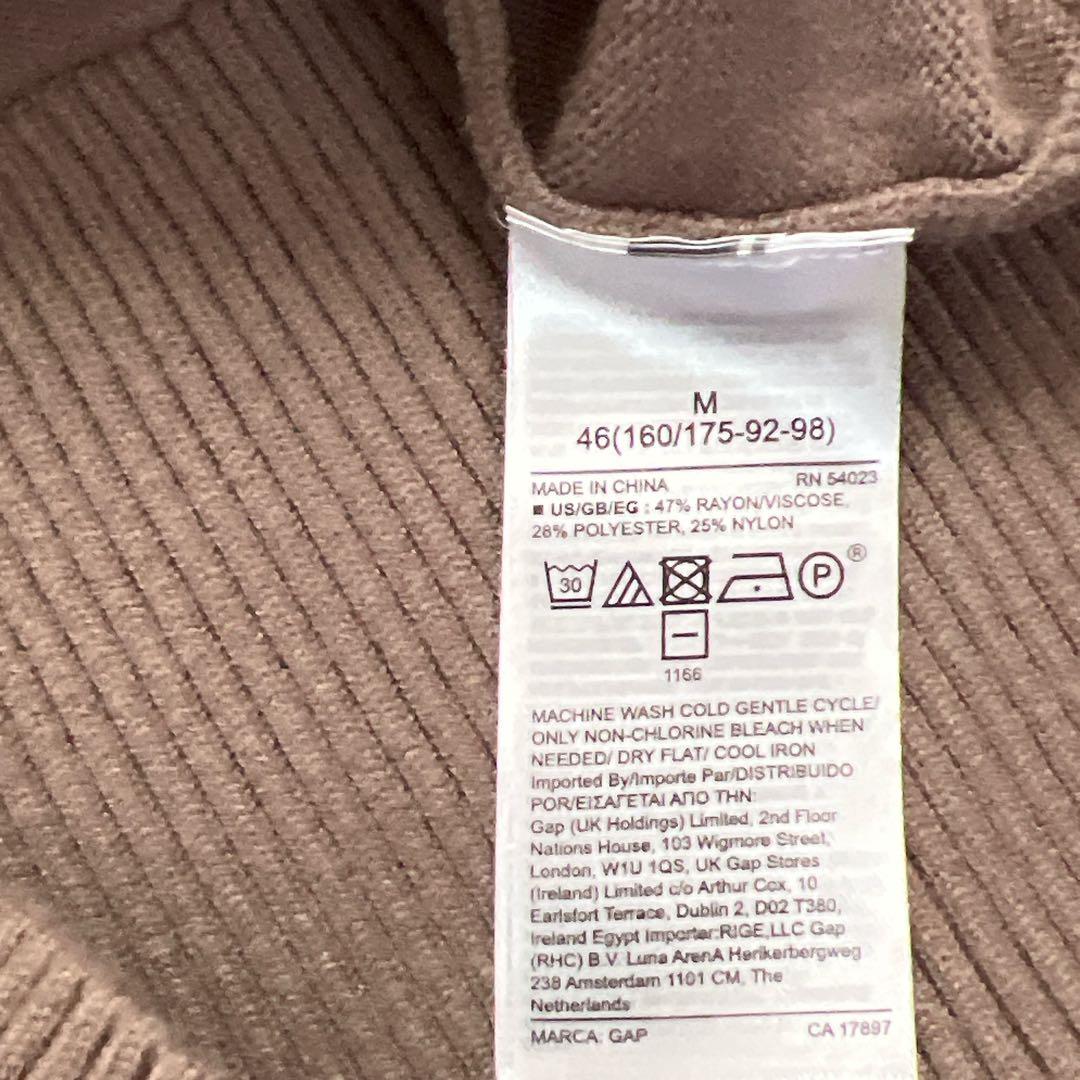 M
46(160/175-92-98)
MADE IN CHINA RN 54023
■ US/GB/EG : 47% RAYON/VISCOSE,
28% POLYESTER, 25% NYLON
30 P ®
1166
MACHINE WASH COLD GENTLE CYCLE/
ONLY NON-CHLORINE BLEACH WHEN
NEEDED/ DRY FLAT/ COOL IRON
Imported By/Importe Par/DISTRIBUIDO
POR/ΕΙΣΑΓΕΤΑΙ ΑΠΟ ΤΗΝ:
Gap (UK Holdings) Limited, 2nd Floor
Nations House, 103 Wigmore Street,
London, W1U 1QS, UK Gap Stores
(Ireland) Limited c/o Arthur Cox, 10
Earlsfort Terrace, Dublin 2, D02 T380,
Ireland Egypt Importer:RIGE,LLC Gap
(RHC) B.V. Luna ArenA Herikerbergweg
238 Amsterdam 1101 CM, The
Netherlands
MARCA: GAP CA 17897